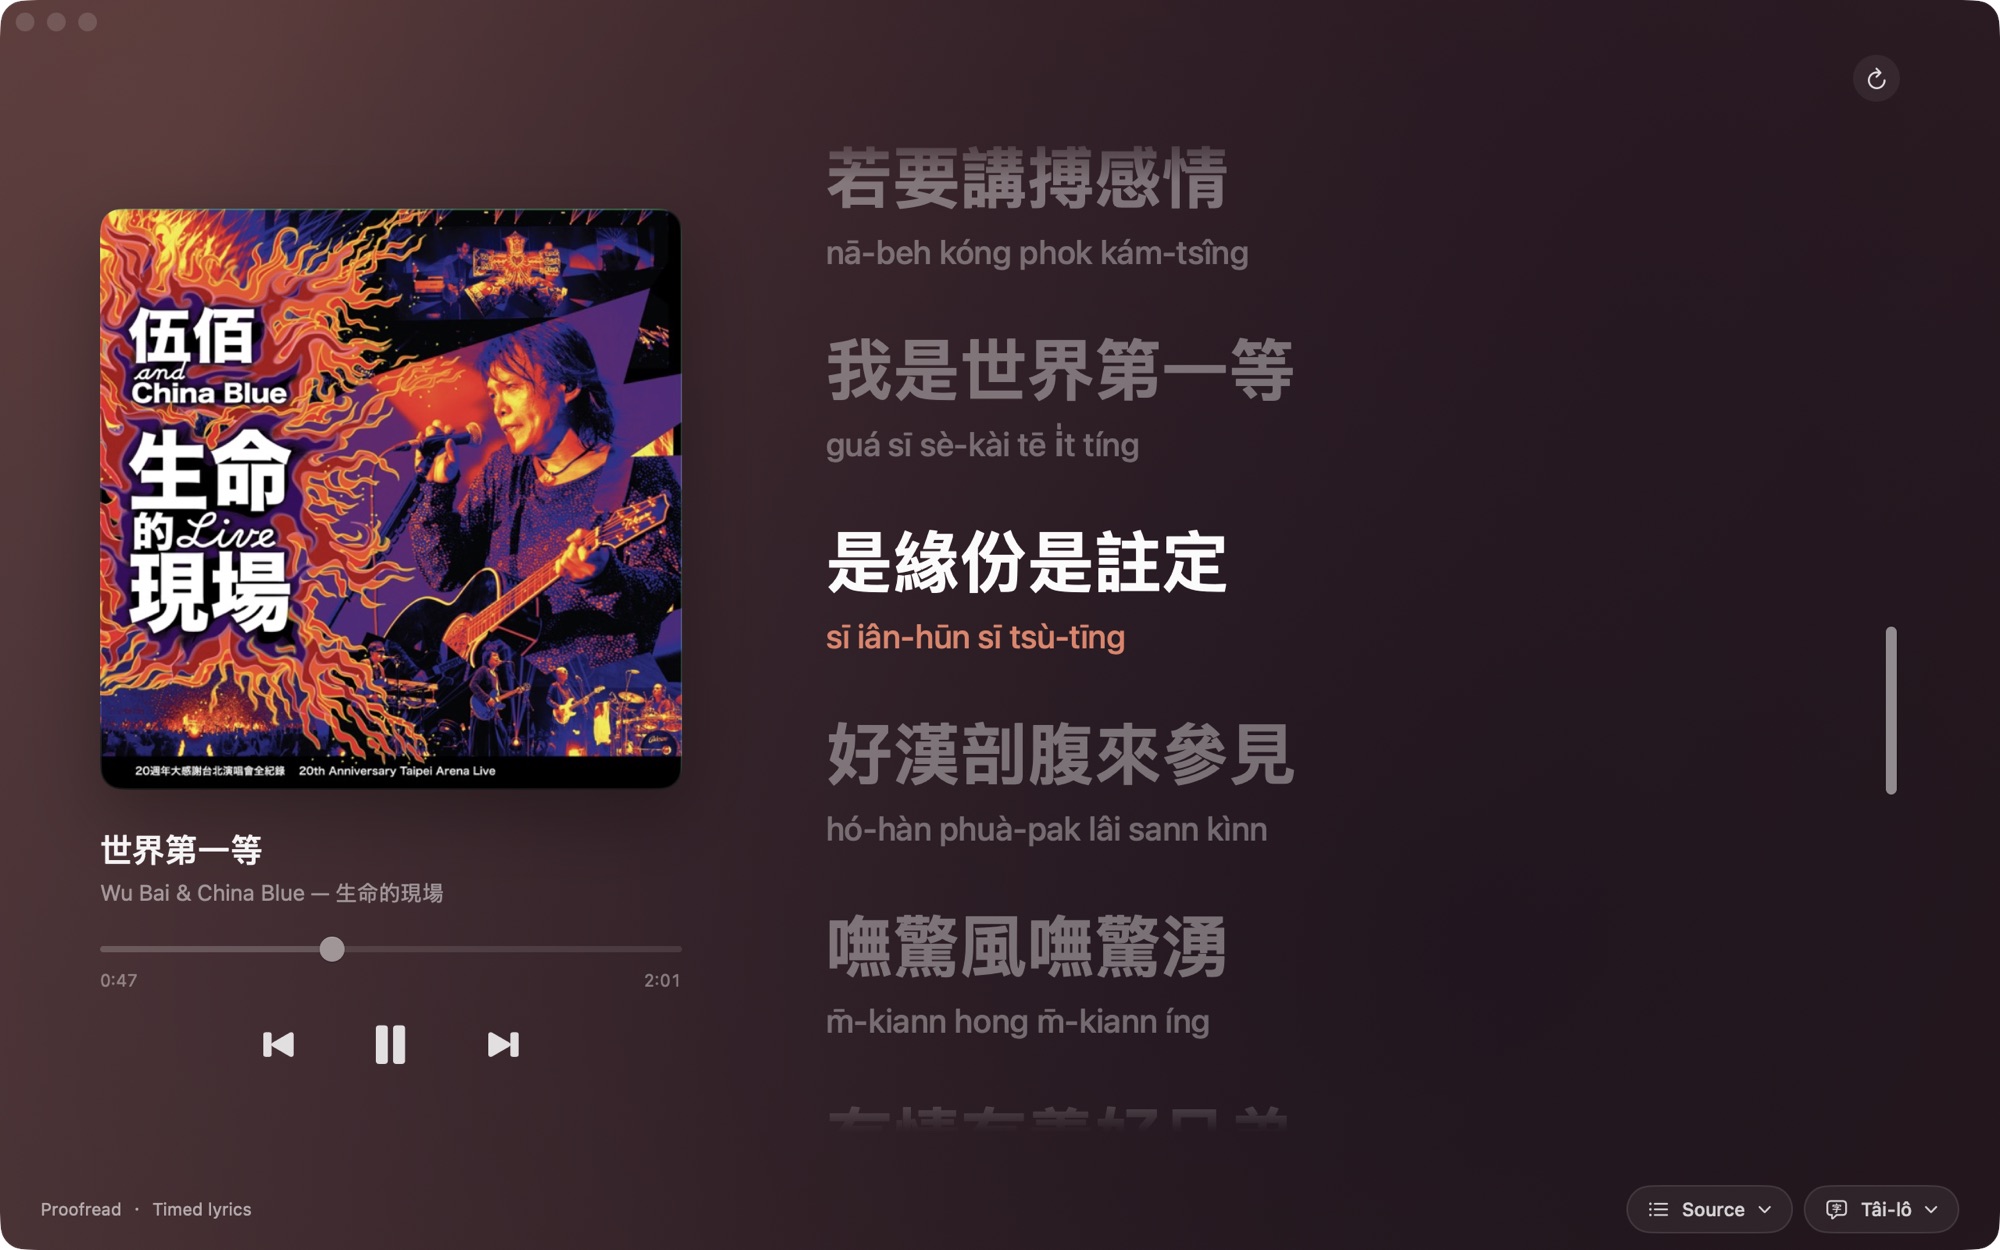 伍佰
and
China Blue
生命
的Live
現場
20週年大感謝台北演唱會全紀錄 20th Anniversary Taipei Arena Live
世界第一等
Wu Bai & China Blue — 生命的現場
0:47 2:01
若要講搏感情
nā-beh kóng phok kám-tsîng
我是世界第一等
guá sī sè-kài tē i̍t tíng
是緣份是註定
sī iân-hūn sī tsù-tīng
好漢剖腹來參見
hó-hàn phuà-pak lâi sann kìnn
嘸驚風嘸驚湧
m̄-kiann hong m̄-kiann íng
Proofread · Timed lyrics
Source
Tâi-lô